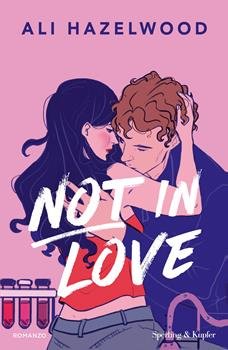 ALI HAZELWOOD
NOT IN
LOVE
ROMANZO
Sperling & Kupfer